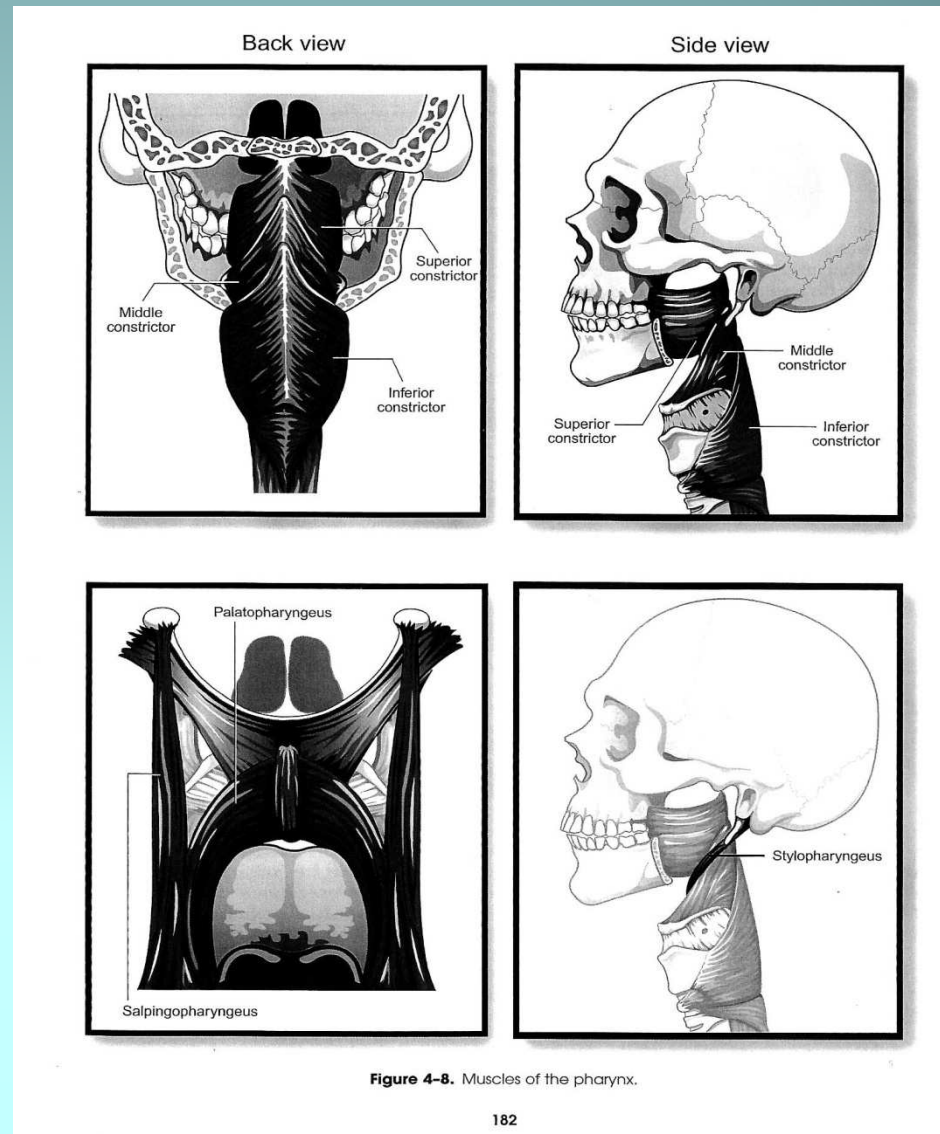 Back view
Side view
Superior
constrictor
Middle
constrictor
Inferior
constrictor
Middle
constrictor
Superior
constrictor
Inferior
constrictor
Palatopharyngeus
Salpingopharyngeus
Stylopharyngeus
Figure 4–8. Muscles of the pharynx.
182